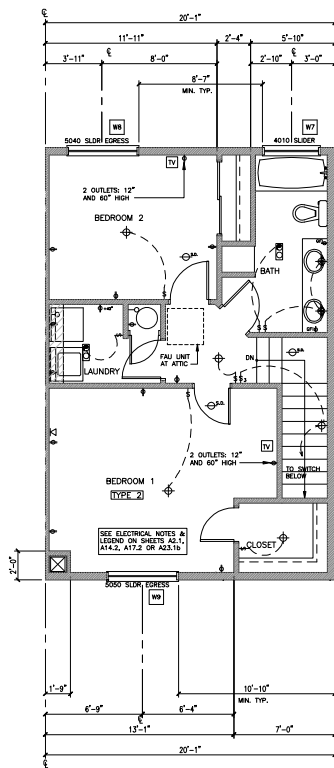 20'-1"
11'-11" 2'-4" 5'-10"
3'-11" 8'-0" 2'-10" 3'-0"
8'-7"
MIN. TYP.
W8 W7
5040 SLDR EGRESS 4010 SLIDER
TV
2 OUTLETS: 12"
AND 60" HIGH
BEDROOM 2
S.D.
BATH
GFI
GFI
LAUNDRY
FAU UNIT
AT ATTIC
DN
S.D.
S.D.
TV
2 OUTLETS: 12"
AND 60" HIGH
TO SWITCH
BELOW
BEDROOM 1
TYPE 2
SEE ELECTRICAL NOTES &
LEGEND ON SHEETS A2.1,
A14.2, A17.2 OR A23.1b
CLOSET
2'-0"
5050 SLDR EGRESS
W9
1'-9" 10'-10"
MIN. TYP.
6'-9" 6'-4"
13'-1" 7'-0"
20'-1"